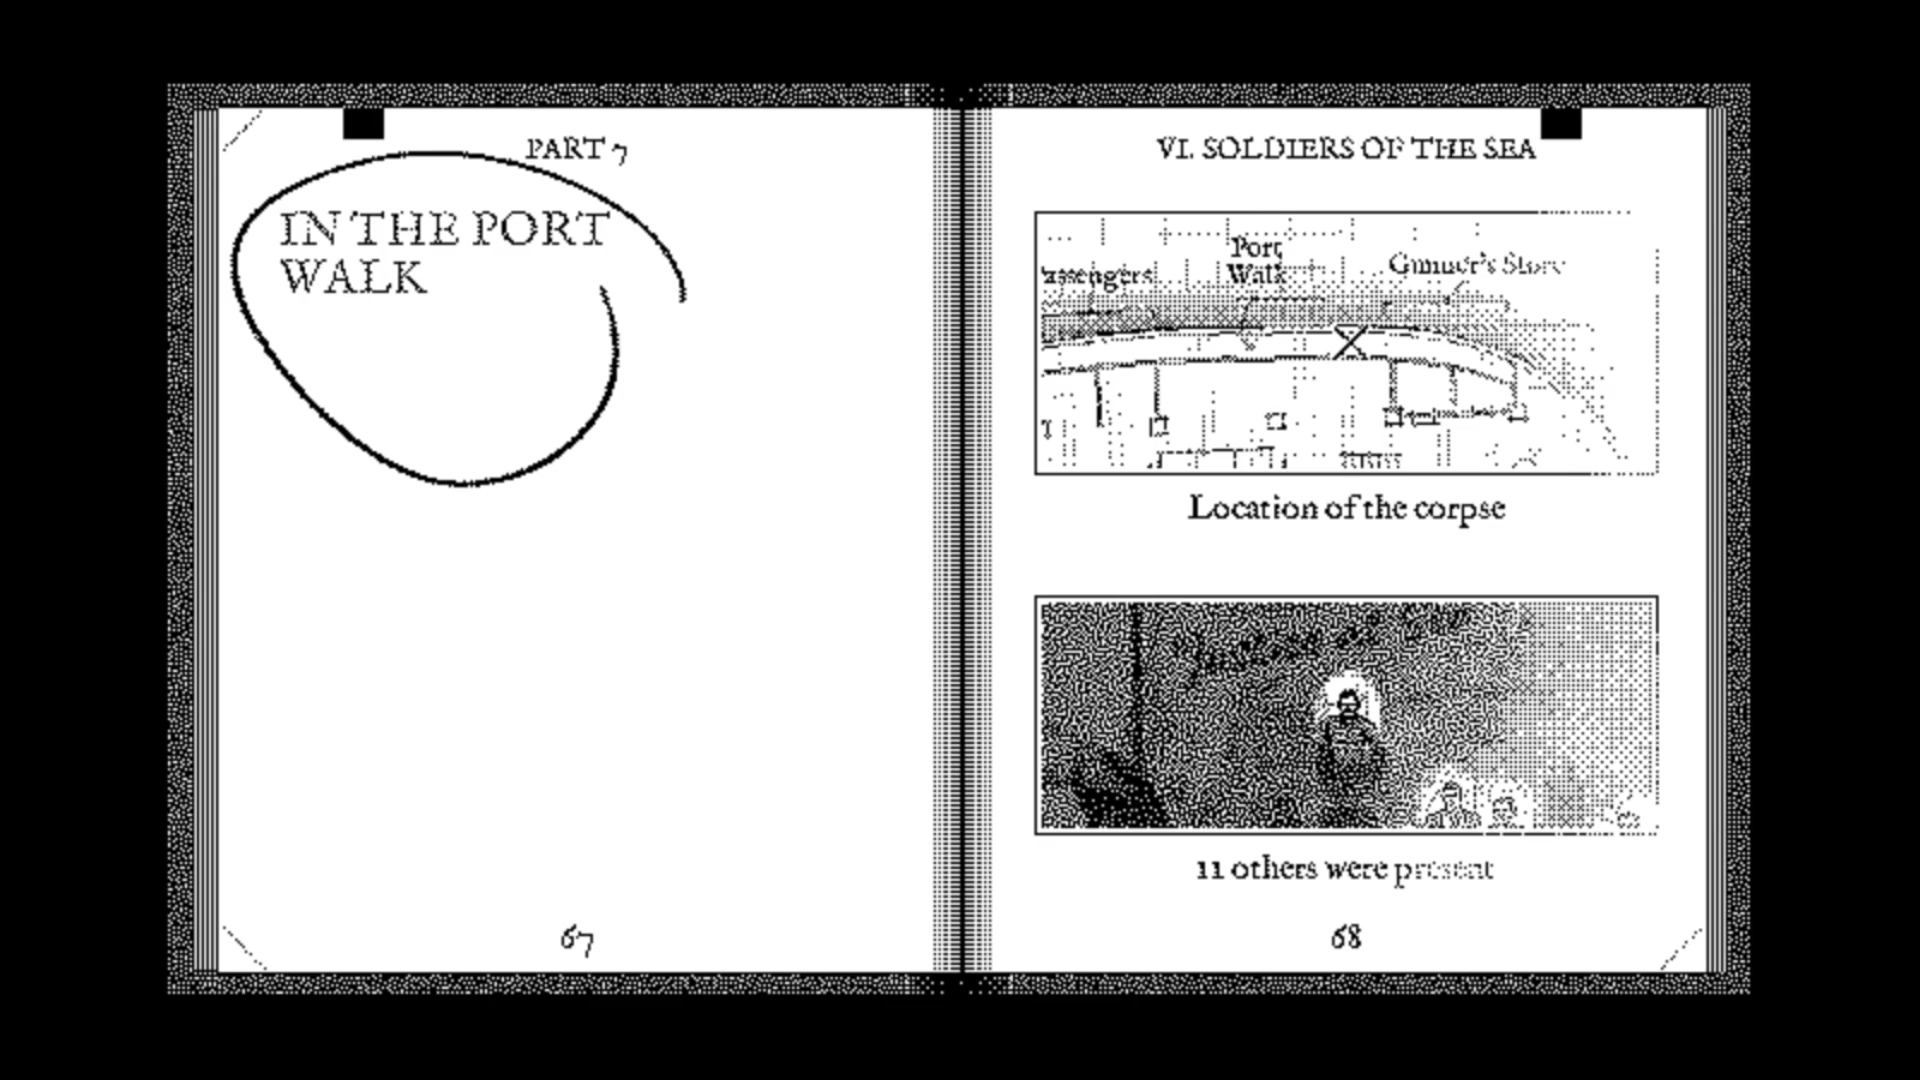 PART 7
IN THE PORT
WALK
67
VI. SOLDIERS OF THE SEA
Port
Walk
Gunner's Store
assengers
Location of the corpse
11 others were present
68